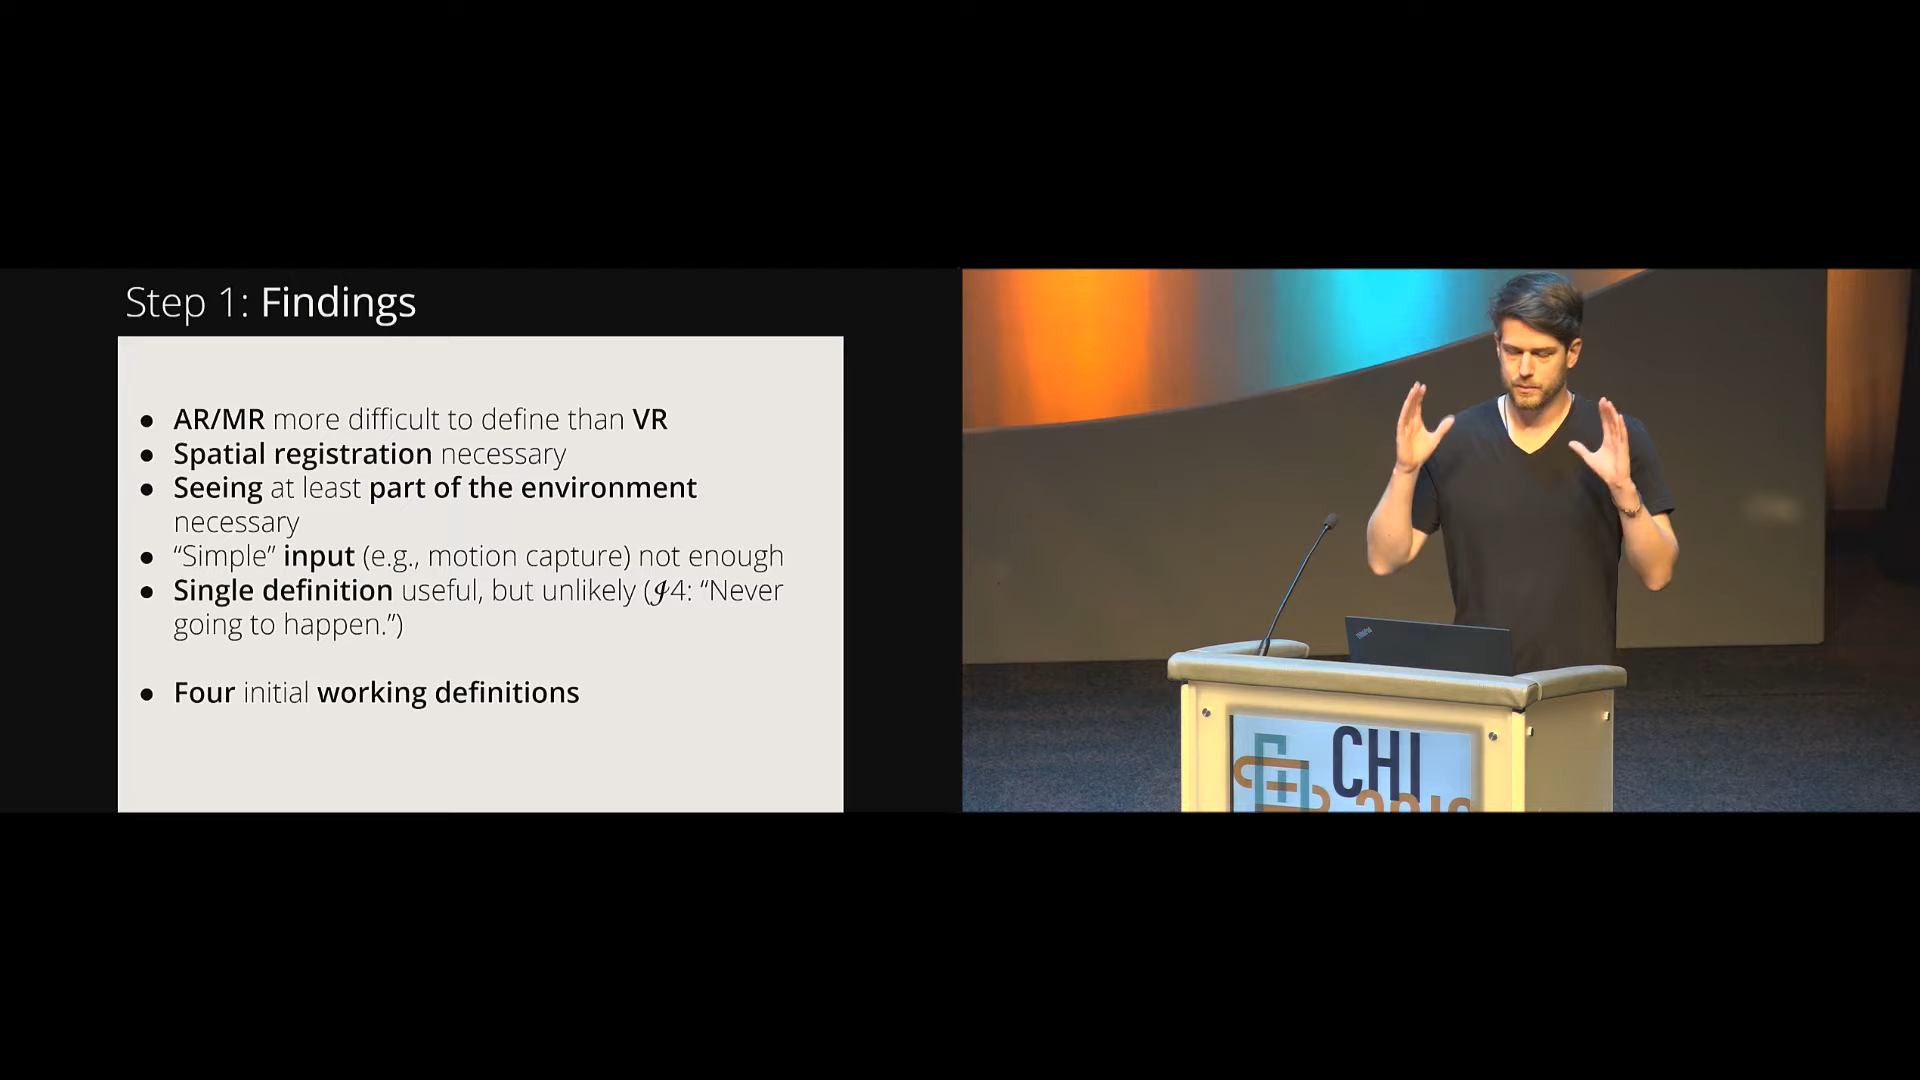 Step 1: Findings
● AR/MR more difficult to define than VR
● Spatial registration necessary
● Seeing at least part of the environment
necessary
● “Simple” input (e.g., motion capture) not enough
● Single definition useful, but unlikely (𝒥4: “Never
going to happen.”)
● Four initial working definitions
ThinkPad
CHI